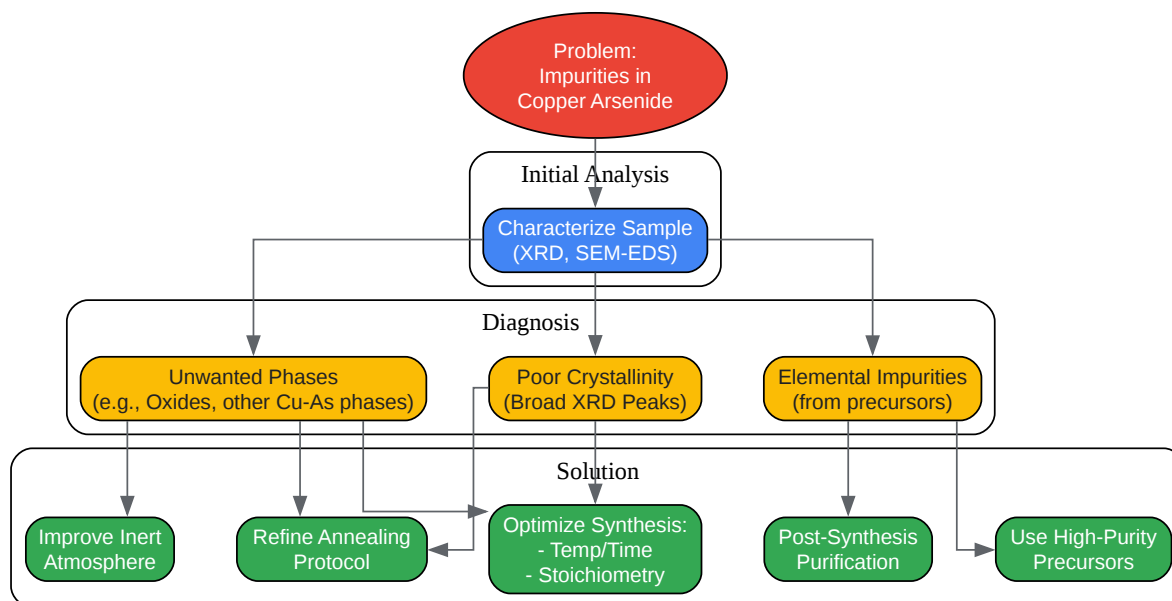 Problem:
Impurities in
Copper Arsenide
Initial Analysis
Characterize Sample
(XRD, SEM-EDS)
Diagnosis
Unwanted Phases
(e.g., Oxides, other Cu-As phases)
Poor Crystallinity
(Broad XRD Peaks)
Elemental Impurities
(from precursors)
Solution
Improve Inert
Atmosphere
Refine Annealing
Protocol
Optimize Synthesis:
- Temp/Time
- Stoichiometry
Post-Synthesis
Purification
Use High-Purity
Precursors